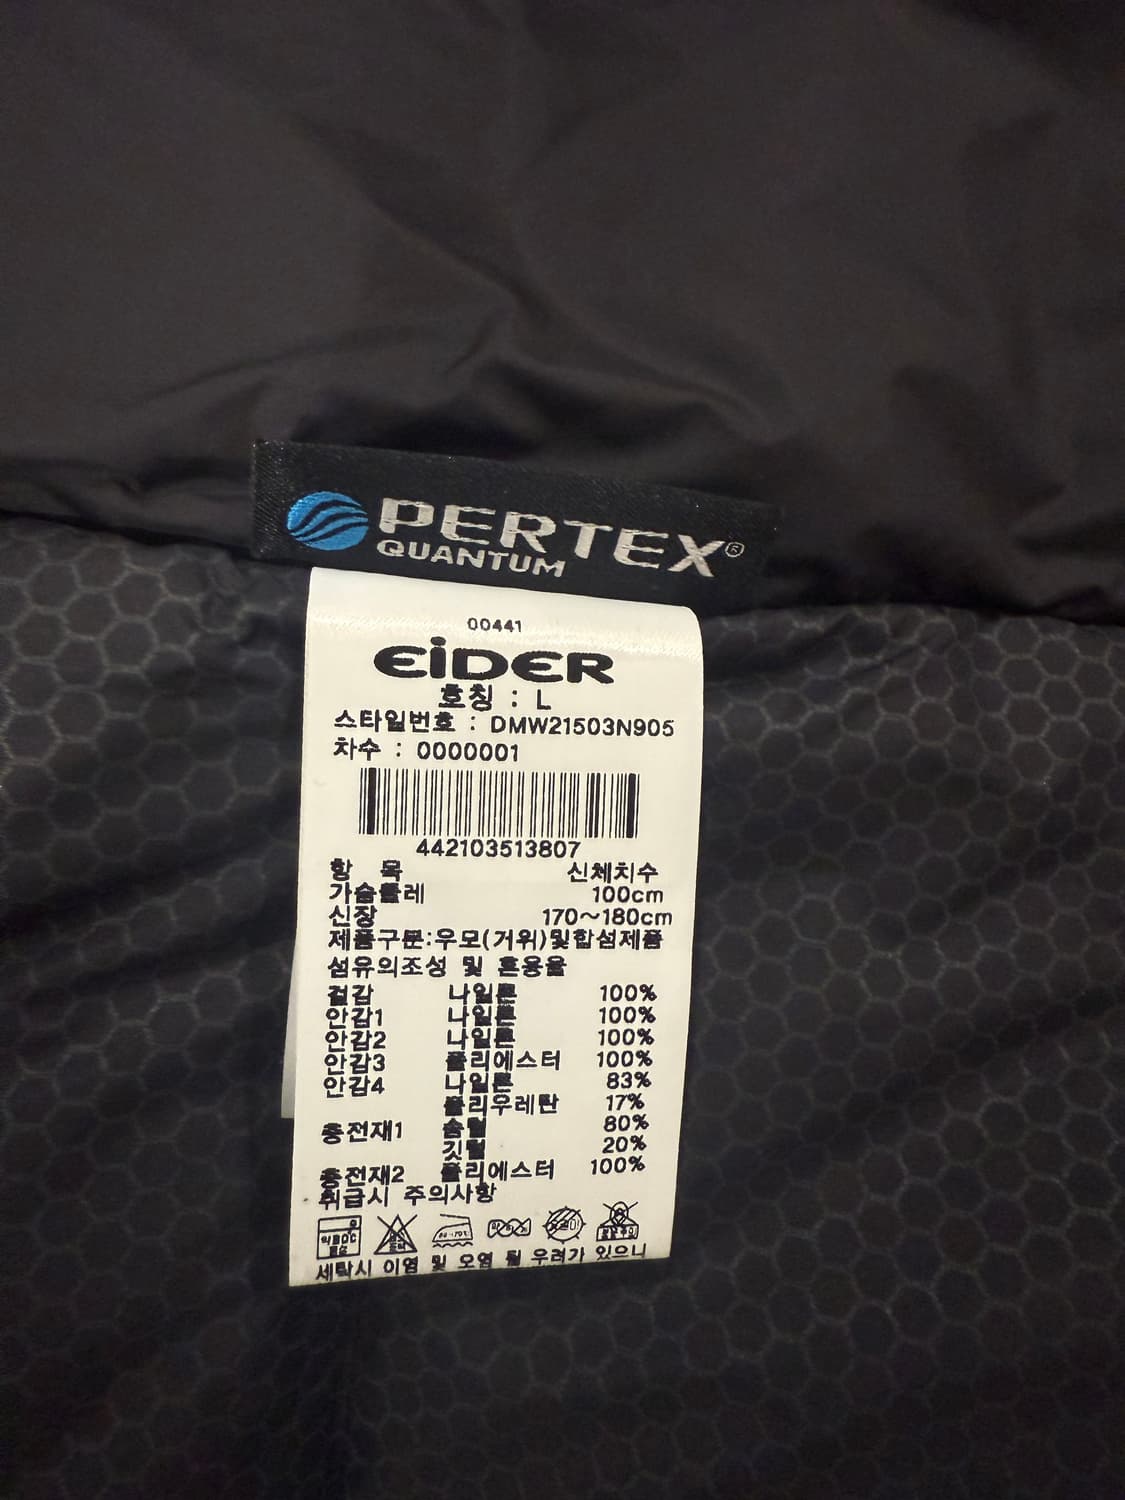 PERTEX®
QUANTUM
00441
EiDER
호칭 : L
스타일번호 : DMW21503N905
차수 : 0000001
442103513807
항 목 신체치수
가슴둘레 100cm
신장 170~180cm
제품구분:우모(거위)및합섬제품
섬유의조성 및 혼용율
겉감 나일론 100%
안감1 나일론 100%
안감2 나일론 100%
안감3 폴리에스터 100%
안감4 나일론 83%
폴리우레탄 17%
충전재1 솜털 80%
깃털 20%
충전재2 폴리에스터 100%
취급시 주의사항
세탁시 이염 및 오염 될 우려가 있으니